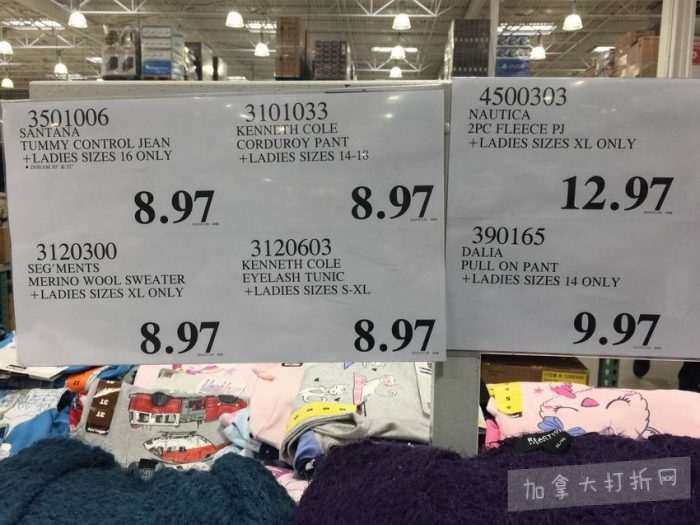 3501006
SANTANA
TUMMY CONTROL JEAN
+LADIES SIZES 16 ONLY
8.97
3101033
KENNETH COLE
CORDUROY PANT
+LADIES SIZES 14-18
8.97
4500303
NAUTICA
2PC FLEECE PJ
+LADIES SIZES XL ONLY
12.97
3120300
SEG'MENTS
MERINO WOOL SWEATER
+LADIES SIZES XL ONLY
8.97
3120603
KENNETH COLE
EYELASH TUNIC
+LADIES SIZES S-XL
8.97
390165
DALIA
PULL ON PANT
+LADIES SIZES 14 ONLY
9.97
加拿大打折网